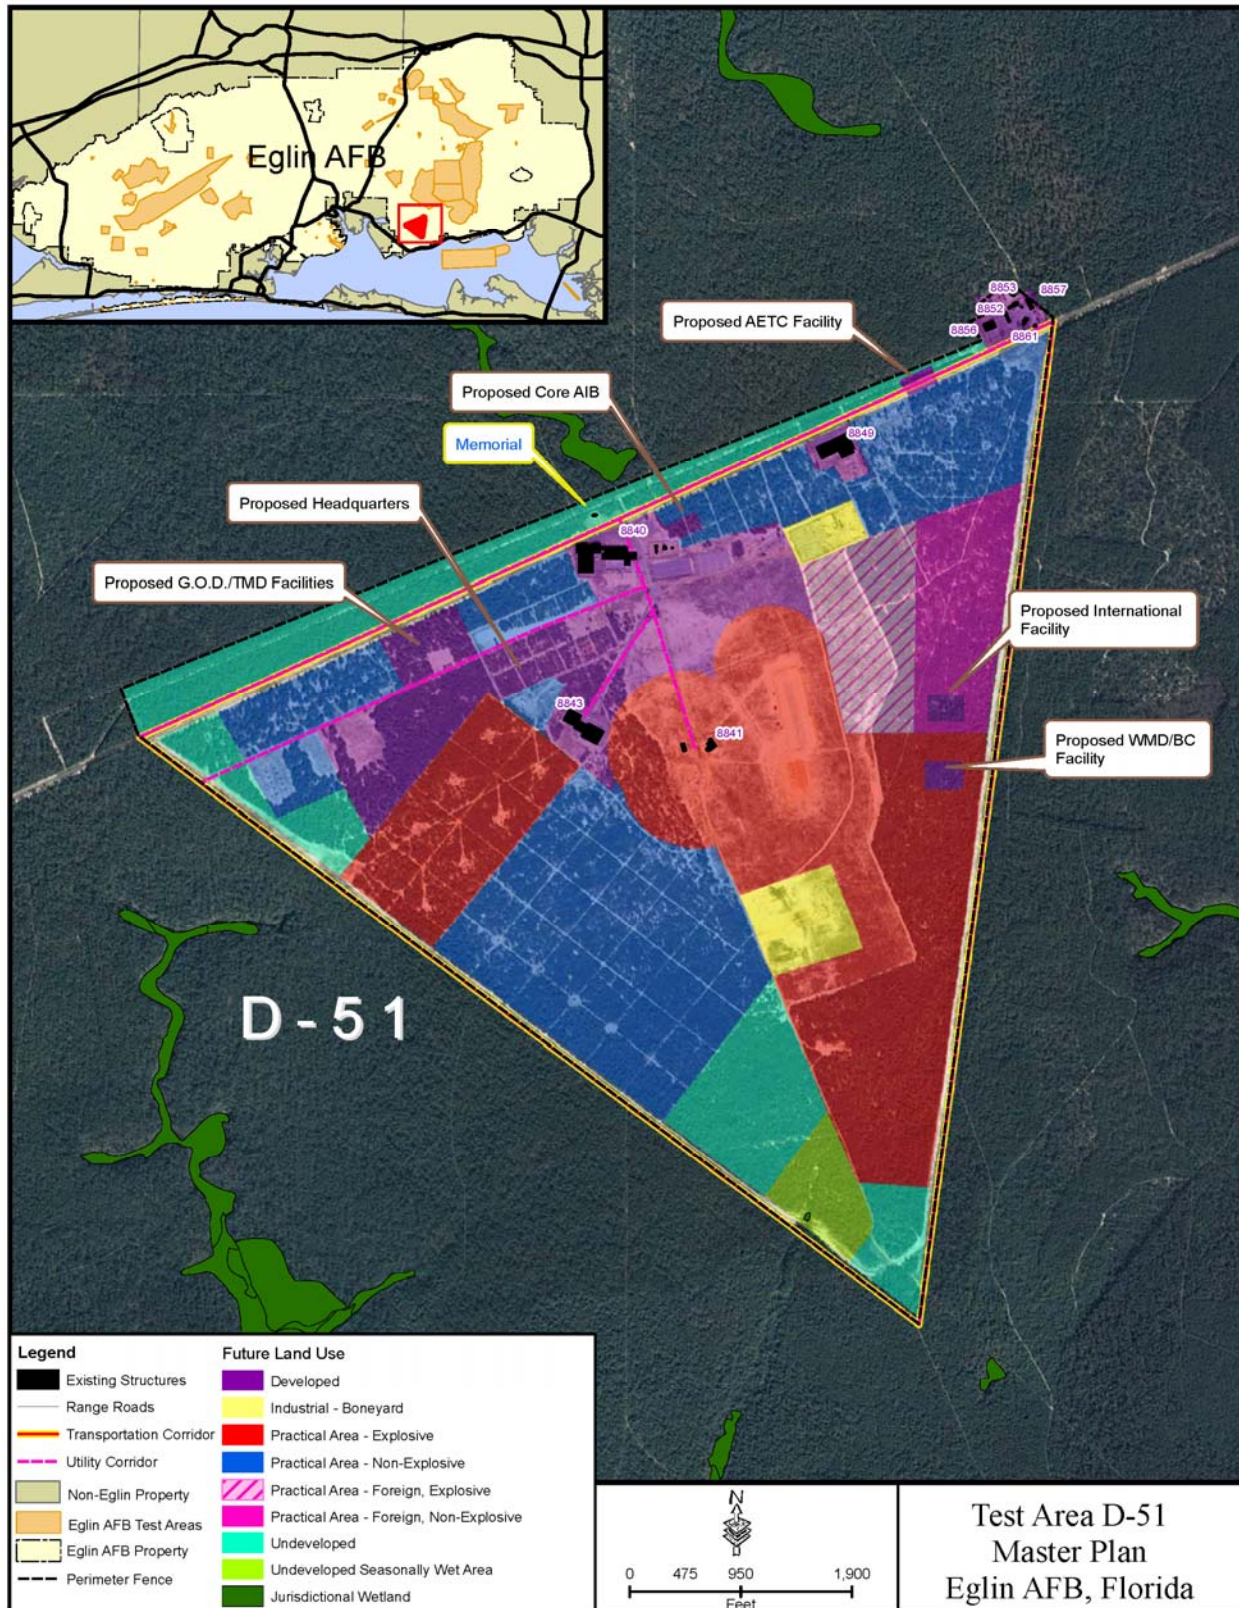 Eglin AFB
8853
8857
8852
8856
8861
Proposed AETC Facility
Proposed Core AIB
8849
Memorial
Proposed Headquarters
8840
Proposed G.O.D./TMD Facilities
Proposed International
Facility
8843
8841
Proposed WMD/BC
Facility
D - 5 1
Legend
Existing Structures
Range Roads
Transportation Corridor
Utility Corridor
Non-Eglin Property
Eglin AFB Test Areas
Eglin AFB Property
Perimeter Fence
Future Land Use
Developed
Industrial - Boneyard
Practical Area - Explosive
Practical Area - Non-Explosive
Practical Area - Foreign, Explosive
Practical Area - Foreign, Non-Explosive
Undeveloped
Undeveloped Seasonally Wet Area
Jurisdictional Wetland
N
0 475 950 1,900
Feet
Test Area D-51
Master Plan
Eglin AFB, Florida